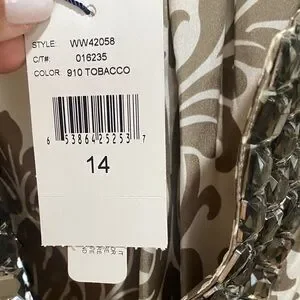 STYLE: WW42058
C/T#: 016235
COLOR: 910 TOBACCO
6 53864 25253 7
14